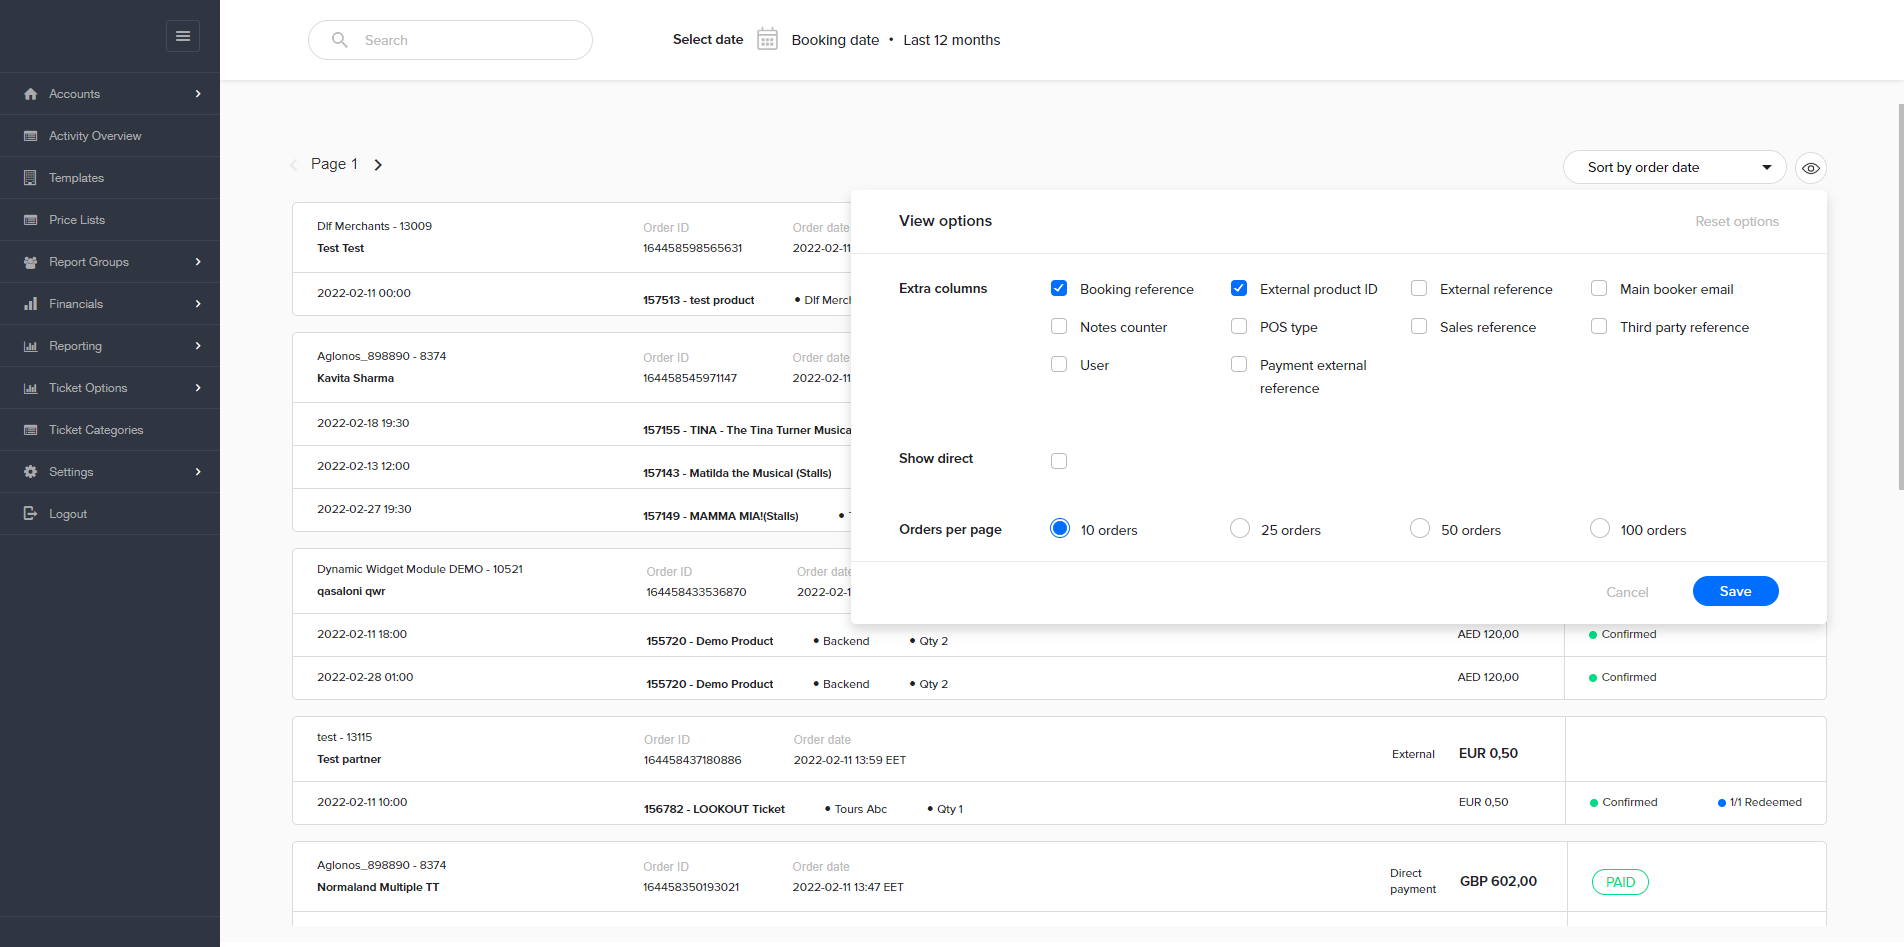 Search
Select date Booking date • Last 12 months
Accounts
Activity Overview
Templates
Price Lists
Report Groups
Financials
Reporting
Ticket Options
Ticket Categories
Settings
Logout
Page 1
Sort by order date
View options Reset options
Extra columns
Booking reference External product ID External reference Main booker email
Notes counter POS type Sales reference Third party reference
User Payment external
reference
Show direct
Orders per page 10 orders 25 orders 50 orders 100 orders
Cancel Save
Dlf Merchants - 13009 Order ID Order date
Test Test 164458598565631 2022-02-11
2022-02-11 00:00 157513 - test product • Dlf Merch
Aglonos_898890 - 8374 Order ID Order date
Kavita Sharma 164458545971147 2022-02-11
2022-02-18 19:30 157155 - TINA - The Tina Turner Musica
2022-02-13 12:00 157143 - Matilda the Musical (Stalls)
2022-02-27 19:30 157149 - MAMMA MIA!(Stalls) •
Dynamic Widget Module DEMO - 10521 Order ID Order date
qasaloni qwr 164458433536870 2022-02-1
2022-02-11 18:00 155720 - Demo Product • Backend • Qty 2 AED 120,00 Confirmed
2022-02-28 01:00 155720 - Demo Product • Backend • Qty 2 AED 120,00 Confirmed
test - 13115 Order ID Order date
Test partner 164458437180886 2022-02-11 13:59 EET External EUR 0,50
2022-02-11 10:00 156782 - LOOKOUT Ticket • Tours Abc • Qty 1 EUR 0,50 Confirmed 1/1 Redeemed
Aglonos_898890 - 8374 Order ID Order date
Normaland Multiple TT 164458350193021 2022-02-11 13:47 EET
Direct
payment GBP 602,00 PAID